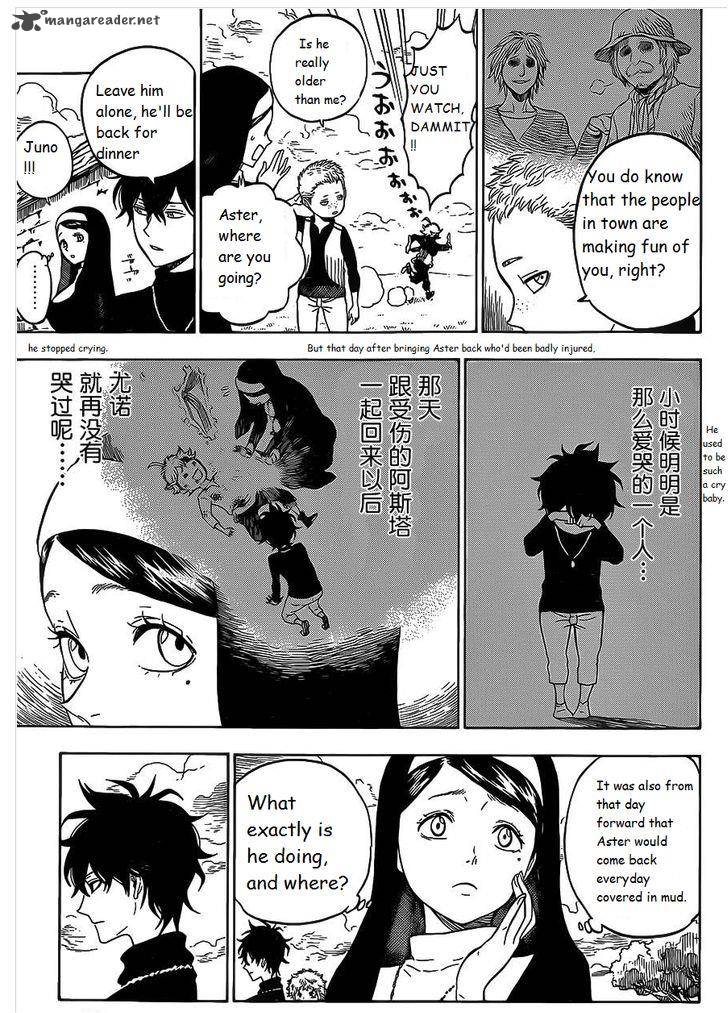 mangareader.net
You do know
that the people
in town are
making fun of
you, right?
JUST
YOU
WATCH,
DAMMIT
!!
うおおおおおお
Is he
really
older
than me?
Aster,
where
are you
going?
Leave him
alone, he'll be
back for
dinner
Juno
!!!
………
But that day after bringing Aster back who'd been badly injured,
he stopped crying.
He
used
to be
such
a cry
baby.
小时候明明是
那么爱哭的一个人…
那天
跟受伤的阿斯塔
一起回来以后
尤诺
就再没有
哭过呢……
It was also from
that day
forward that
Aster would
come back
everyday
covered in mud.
What
exactly is
he doing,
and where?